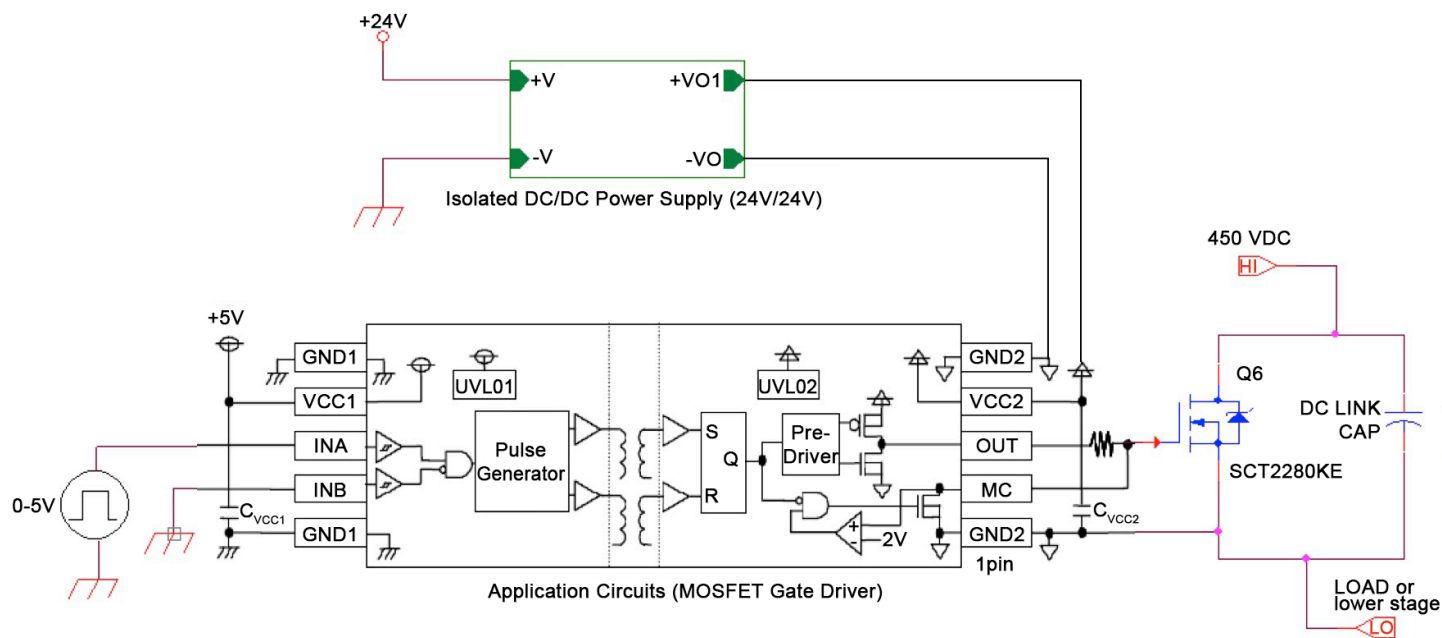 +24V
+V
+VO1
-V
-VO
Isolated DC/DC Power Supply (24V/24V)
450 VDC
HI
+5V
GND1
UVL01
UVL02
GND2
VCC1
VCC2
Q6
DC LINK
CAP
INA
Pulse
Generator
S
Q
R
Pre-
Driver
OUT
SCT2280KE
INB
MC
0-5V
CVCC1
2V
CVCC2
GND1
GND2
1pin
Application Circuits (MOSFET Gate Driver)
LOAD or
lower stage
LO